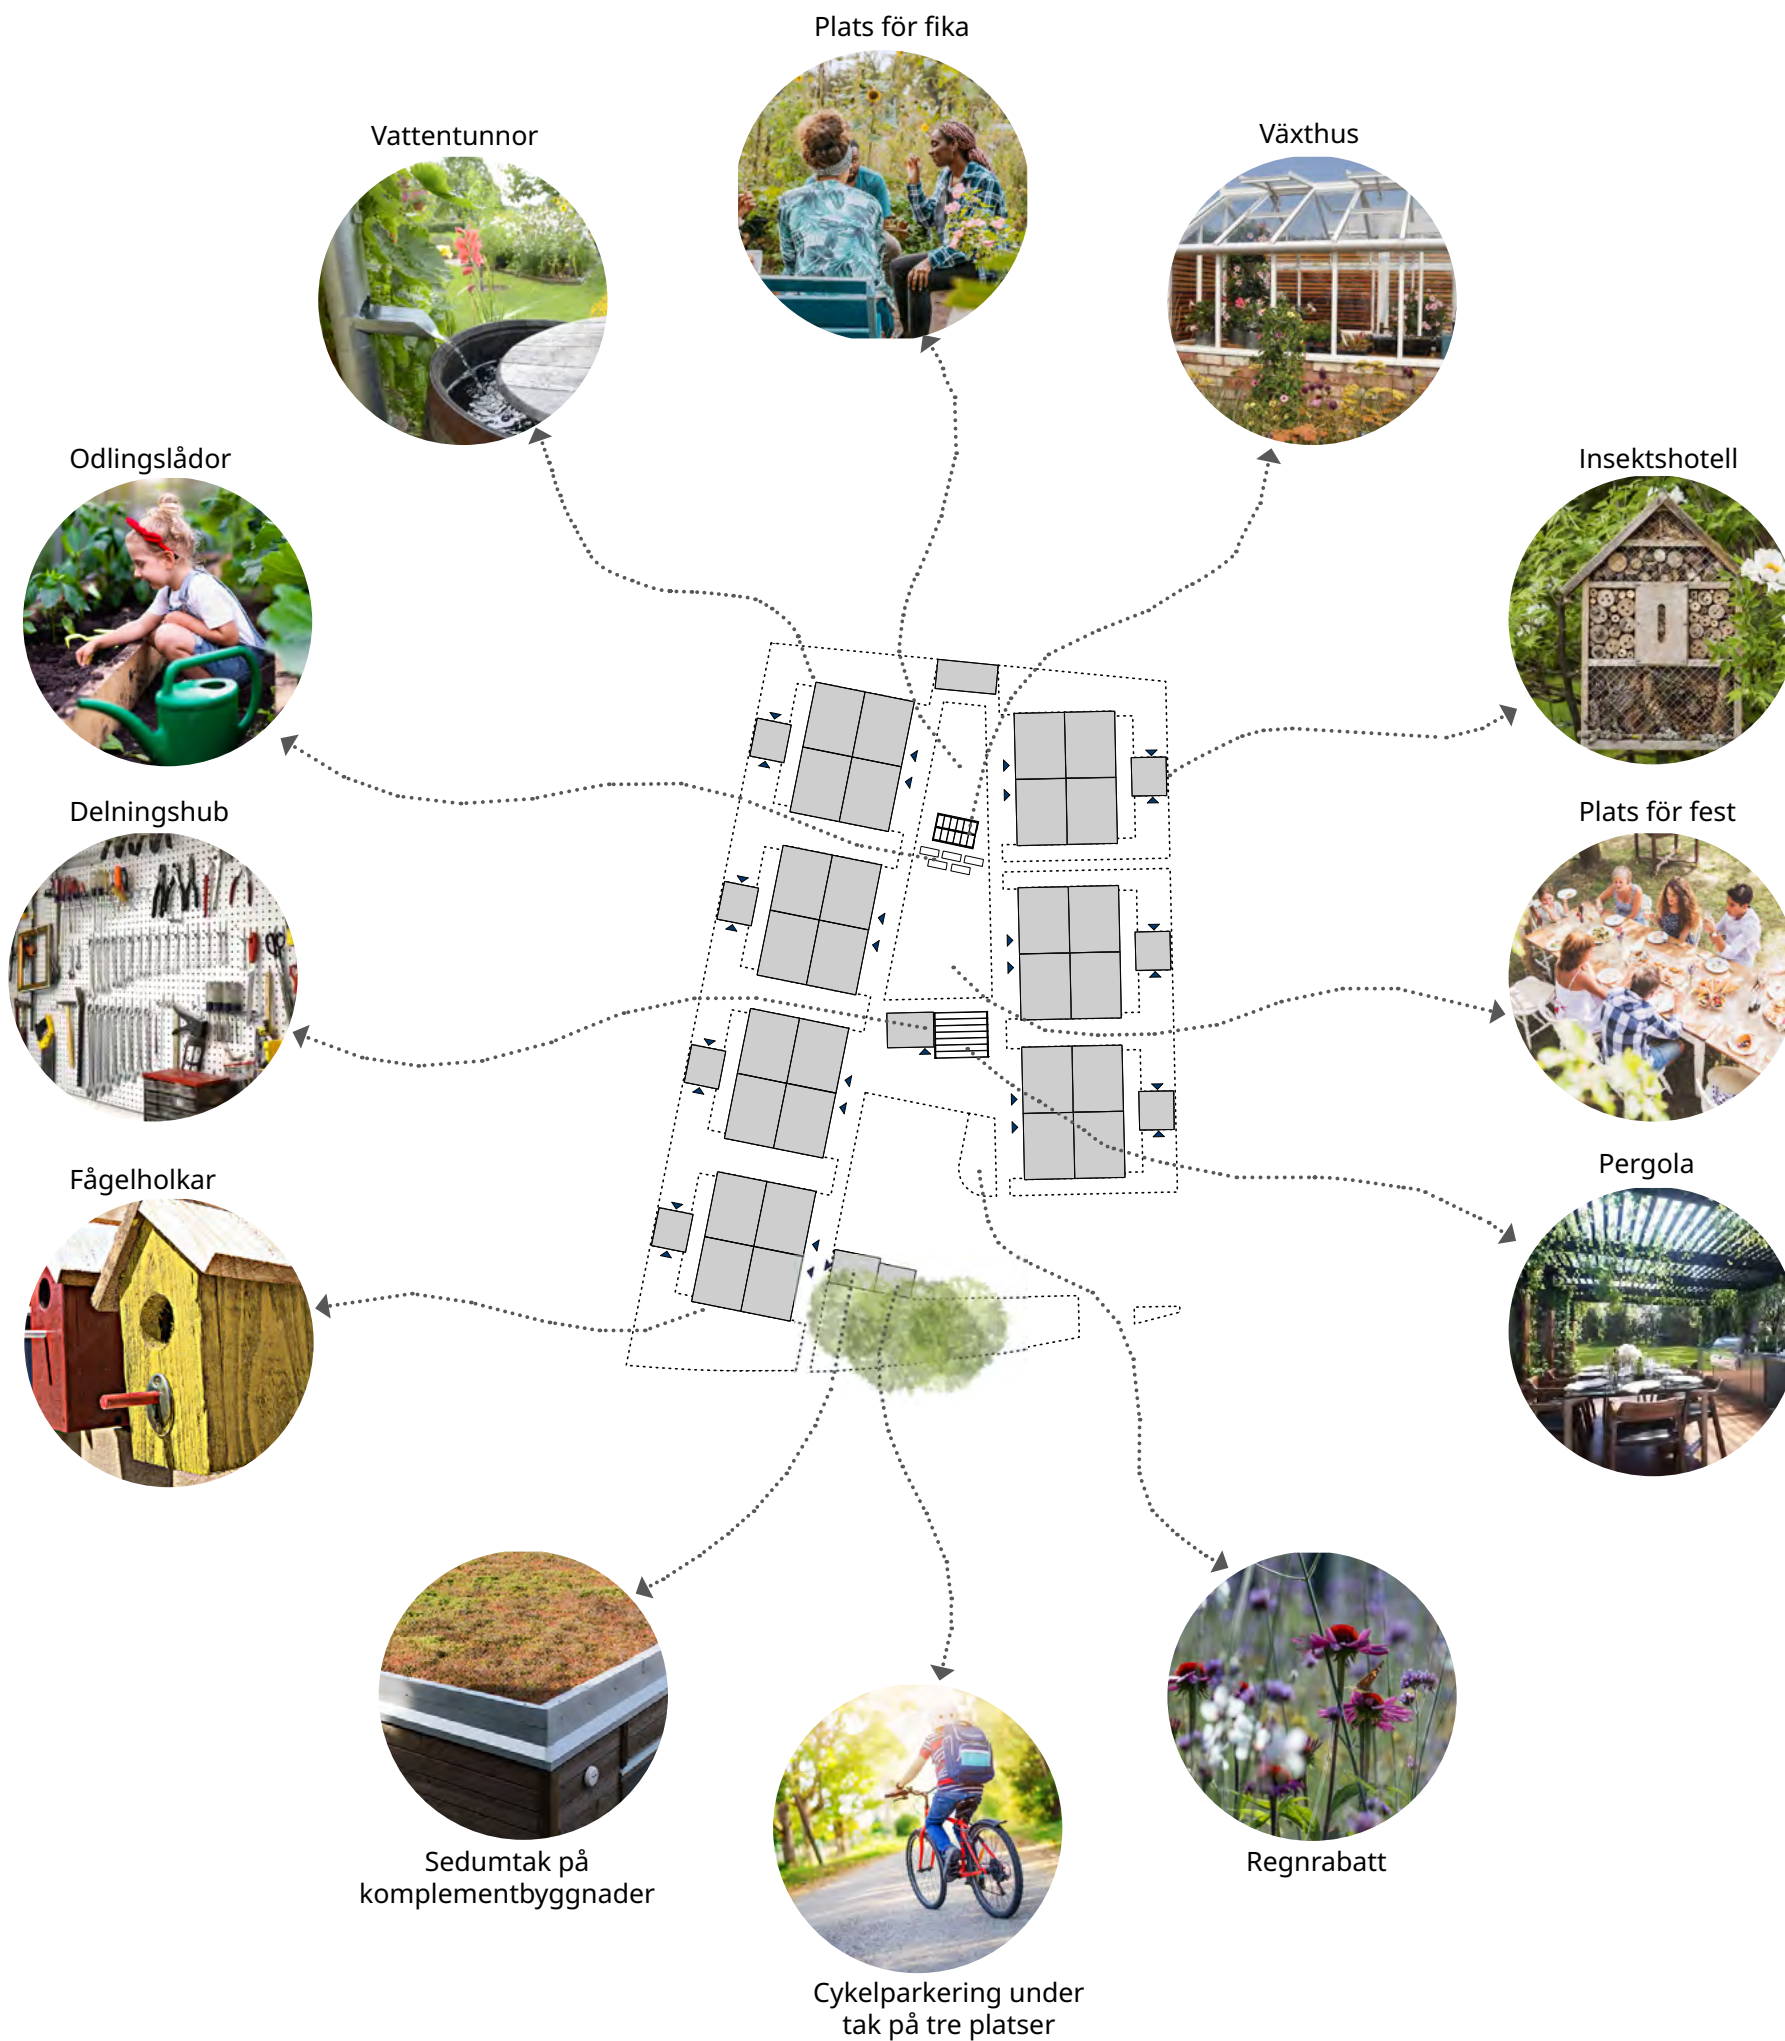 Plats för fika
Vattentunnor
Växthus
Odlingslådor
Insektshotell
Delningshub
Plats för fest
Fågelholkar
Pergola
Sedumtak på
komplementbyggnader
Regnrabatt
Cykelparkering under
tak på tre platser